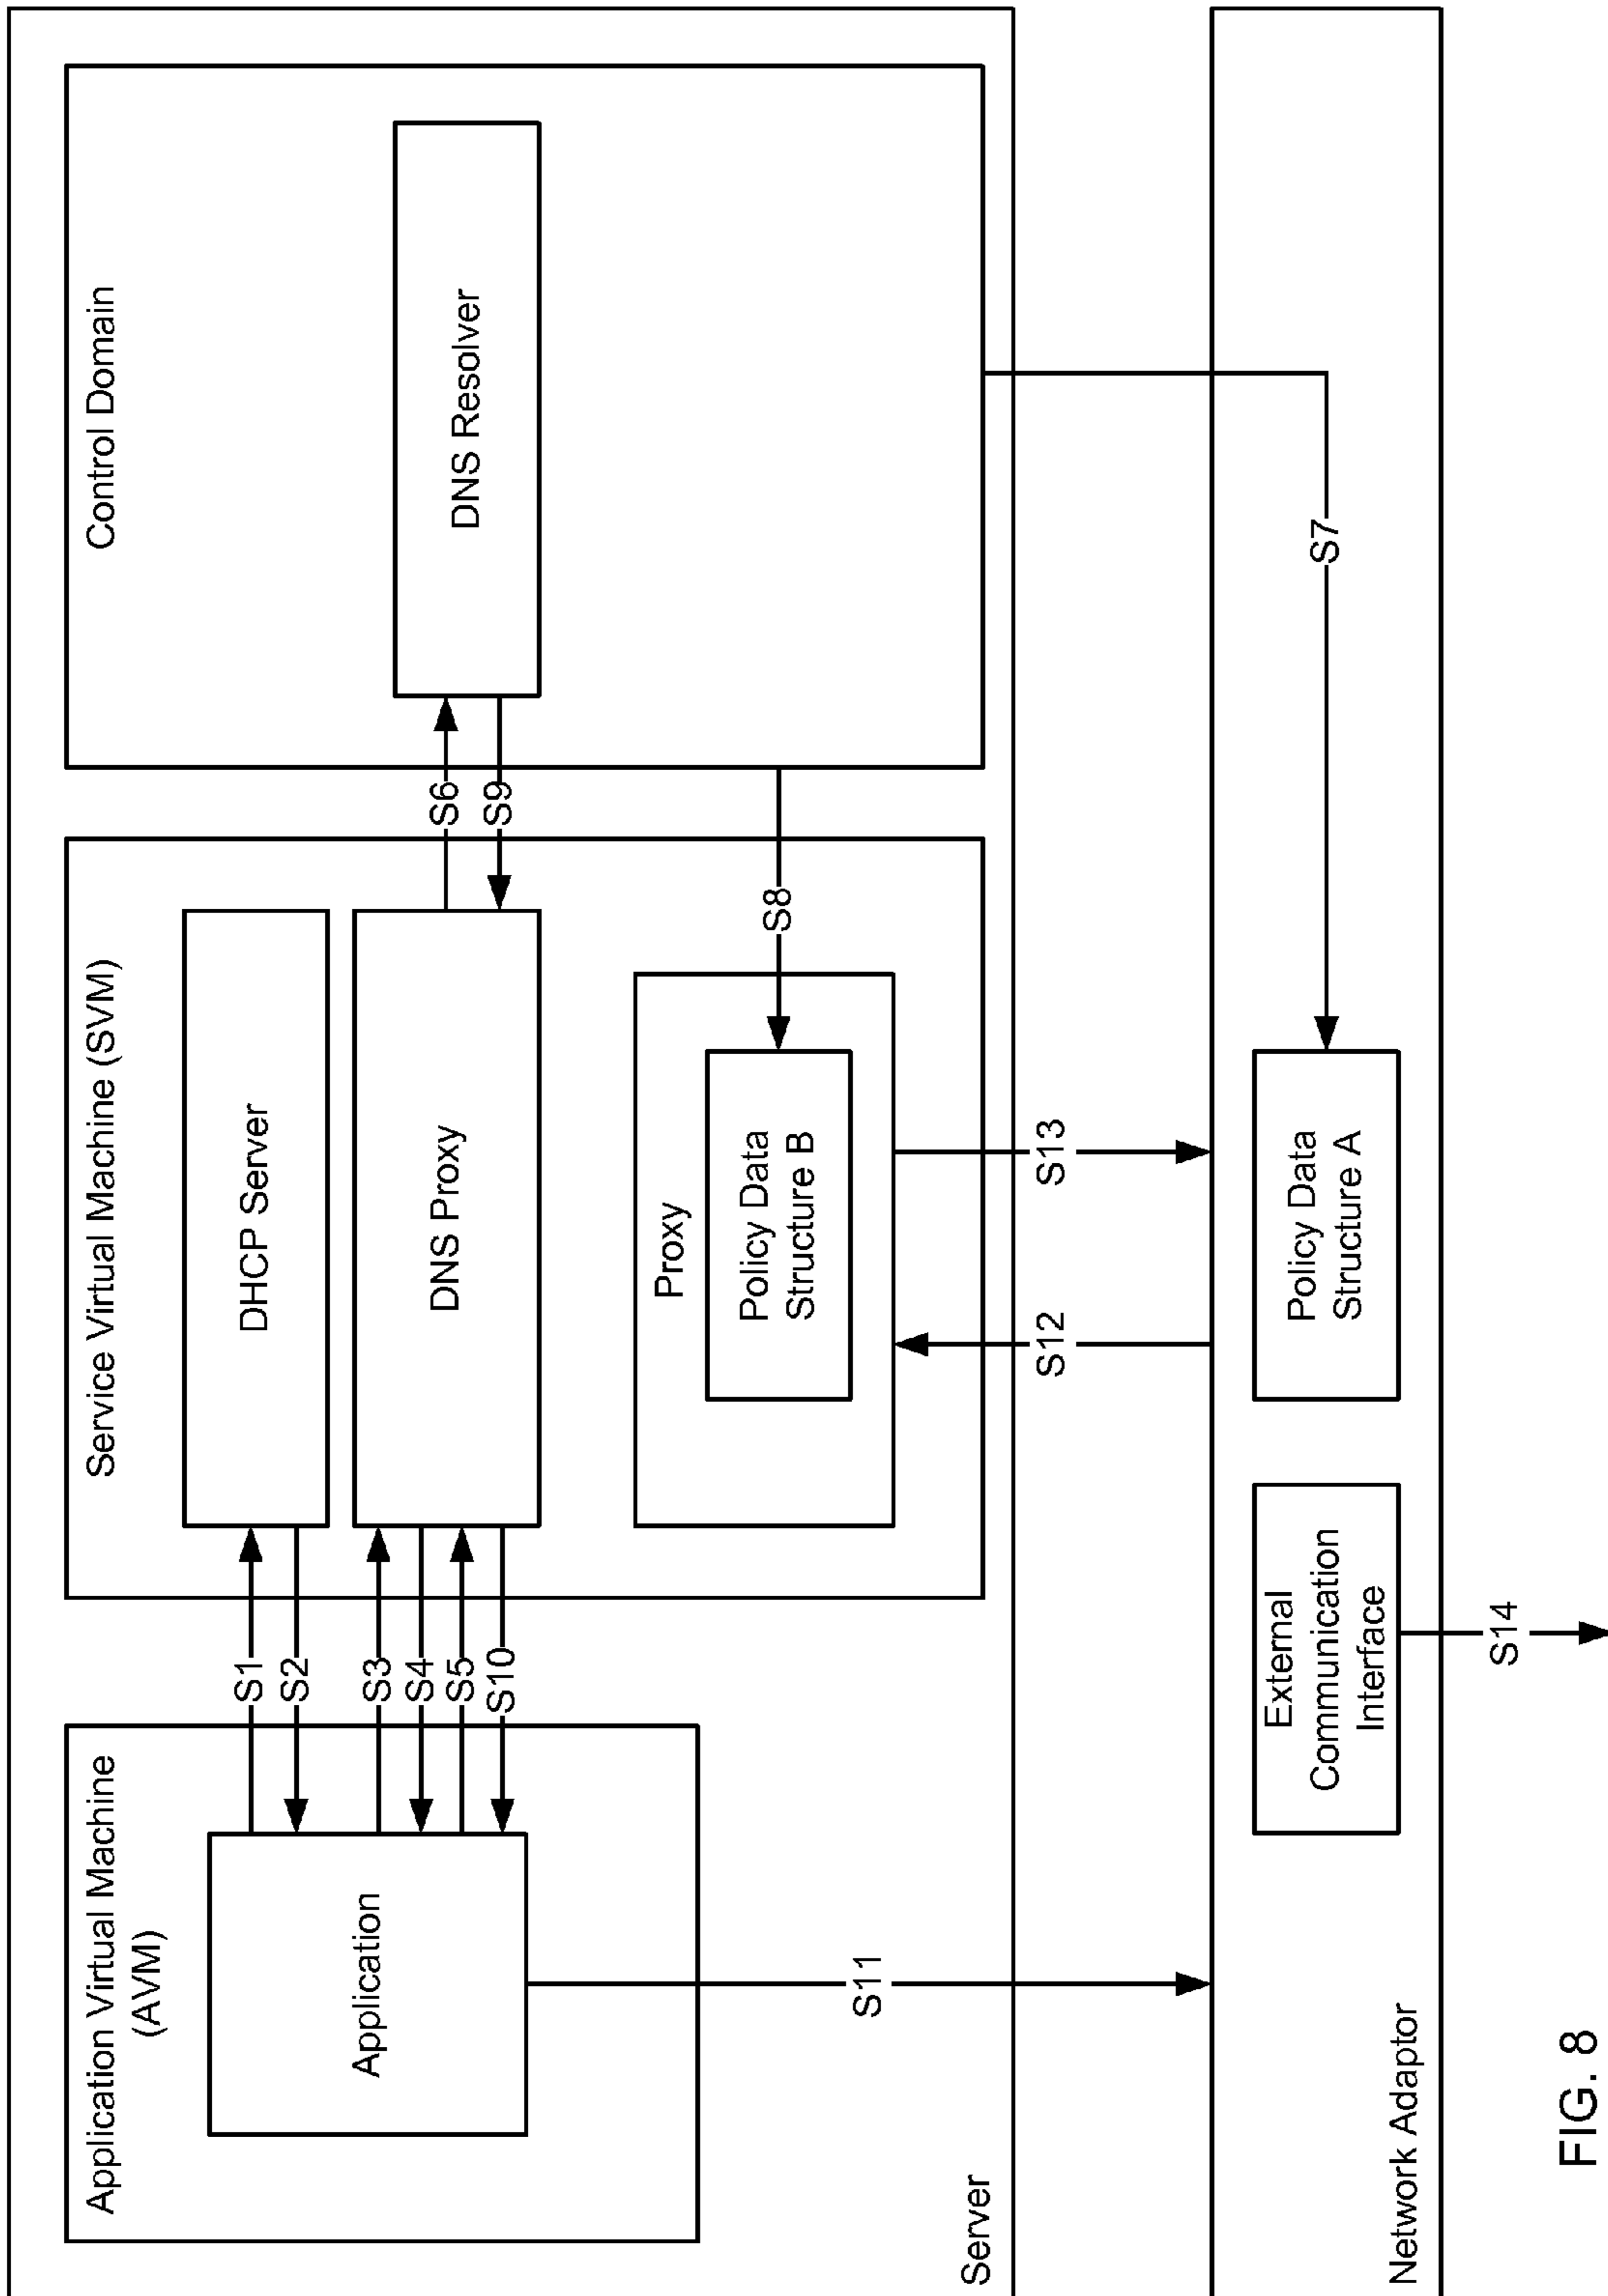 Application Virtual Machine
(AVM)
Application
S1
S2
S3
S4
S5
S10
Service Virtual Machine (SVM)
DHCP Server
DNS Proxy
Proxy
Policy Data
Structure B
S6
S9
S8
Control Domain
DNS Resolver
Server
S11
S12
S13
S7
Network Adaptor
External
Communication
Interface
Policy Data
Structure A
S14
FIG. 8